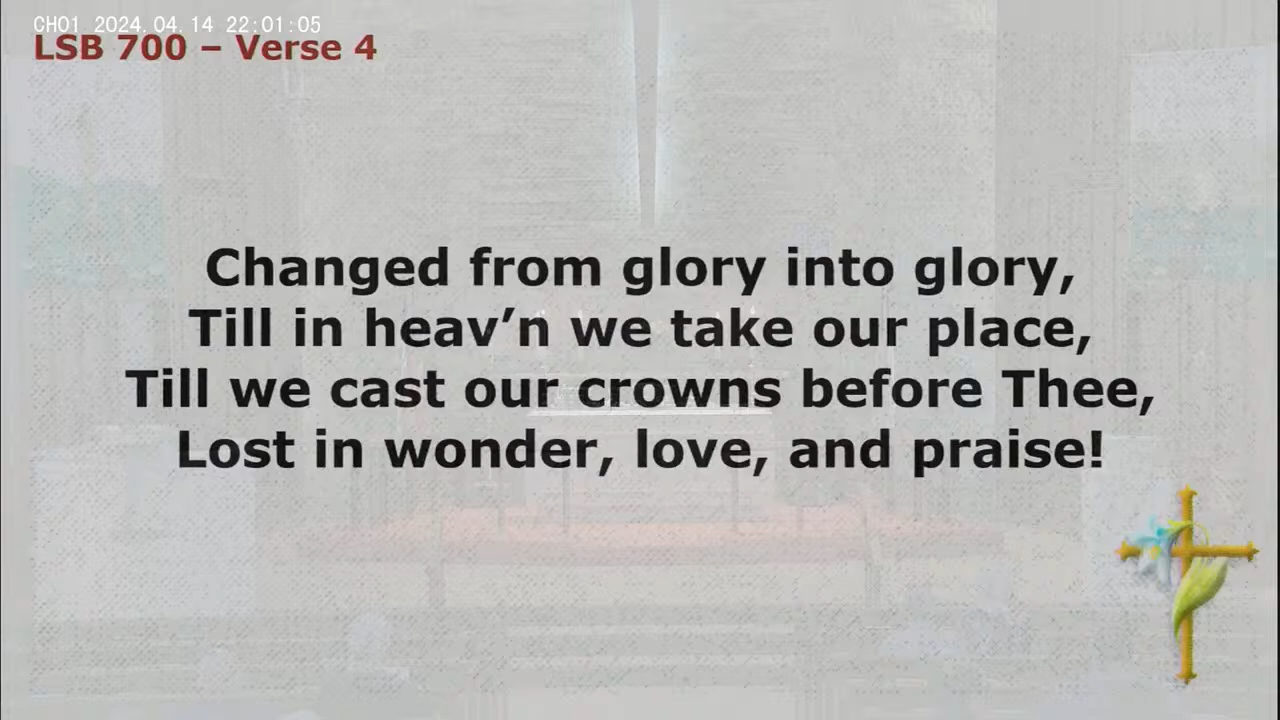 CH01 2024.04.14 22:01:05
LSB 700 – Verse 4
Changed from glory into glory,
Till in heav’n we take our place,
Till we cast our crowns before Thee,
Lost in wonder, love, and praise!